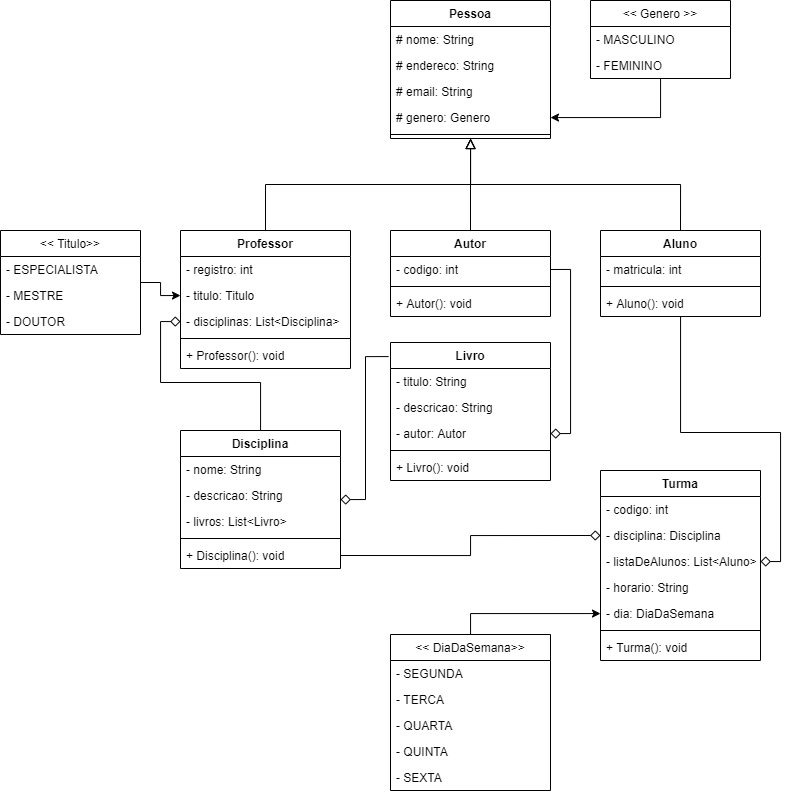 Pessoa
# nome: String
# endereco: String
# email: String
# genero: Genero
<< Genero >>
- MASCULINO
- FEMININO
<< Titulo>>
- ESPECIALISTA
- MESTRE
- DOUTOR
Professor
- registro: int
- titulo: Titulo
- disciplinas: List<Disciplina>
+ Professor(): void
Autor
- codigo: int
+ Autor(): void
Aluno
- matricula: int
+ Aluno(): void
Livro
- titulo: String
- descricao: String
- autor: Autor
+ Livro(): void
Disciplina
- nome: String
- descricao: String
- livros: List<Livro>
+ Disciplina(): void
Turma
- codigo: int
- disciplina: Disciplina
- listaDeAlunos: List<Aluno>
- horario: String
- dia: DiaDaSemana
+ Turma(): void
<< DiaDaSemana>>
- SEGUNDA
- TERCA
- QUARTA
- QUINTA
- SEXTA